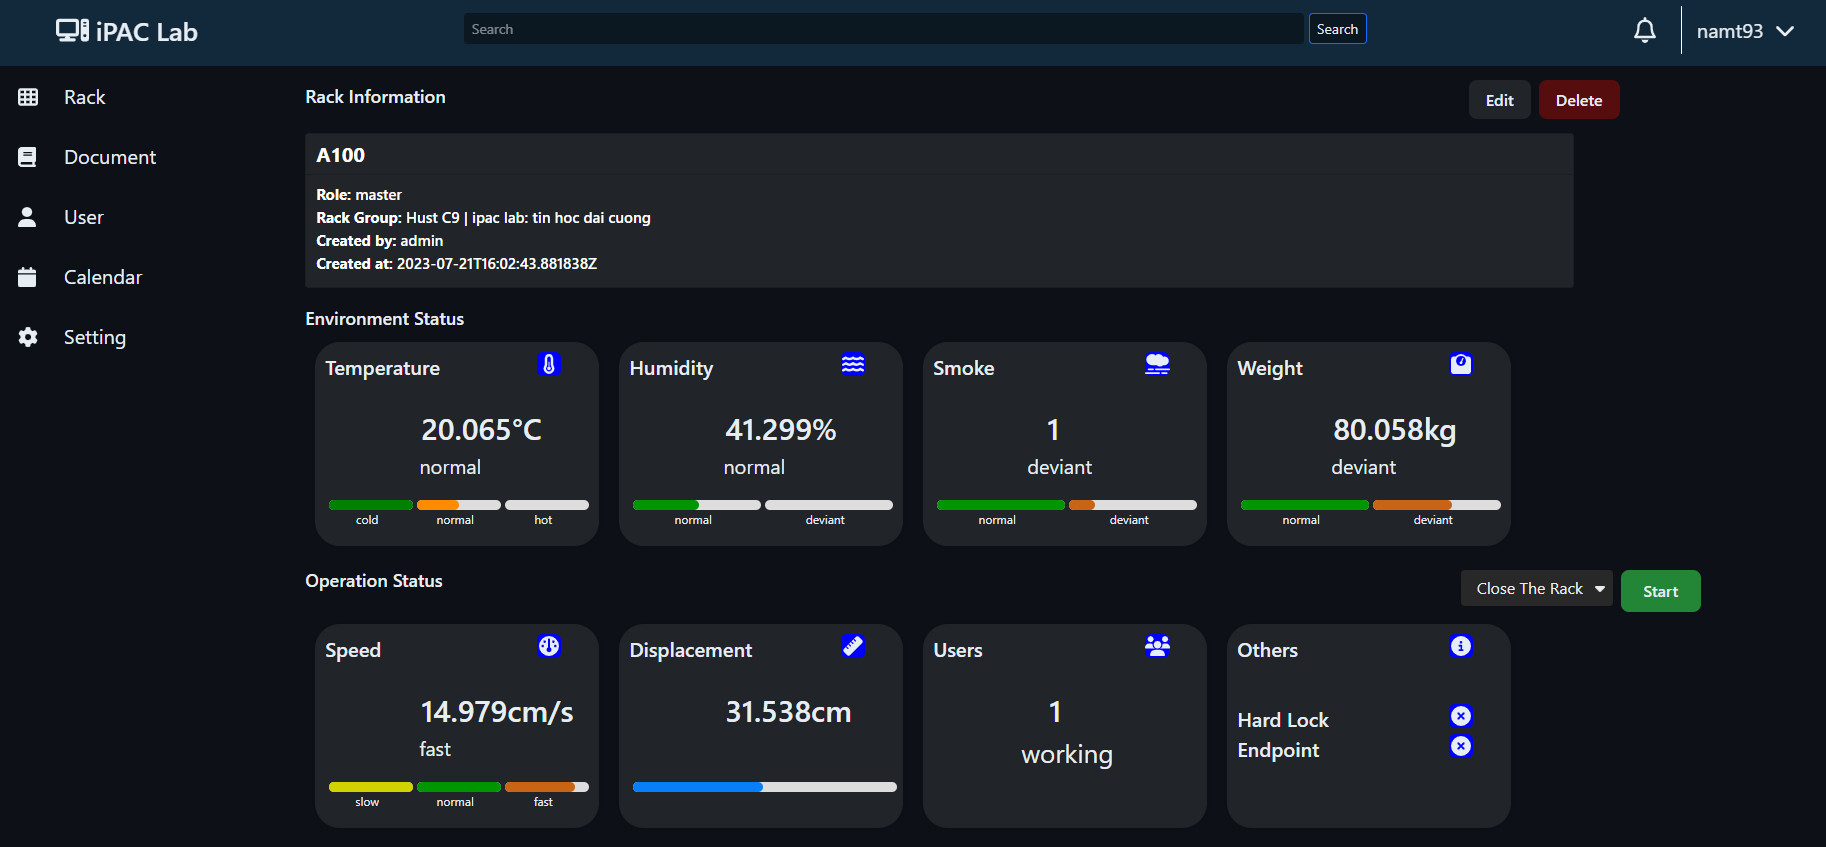 iPAC Lab
Search
Search
namt93
Rack
Document
User
Calendar
Setting
Rack Information
Edit
Delete
A100
Role: master
Rack Group: Hust C9 | ipac lab: tin hoc dai cuong
Created by: admin
Created at: 2023-07-21T16:02:43.881838Z
Environment Status
Temperature
20.065°C
normal
cold normal hot
Humidity
41.299%
normal
normal deviant
Smoke
1
deviant
normal deviant
Weight
80.058kg
deviant
normal deviant
Operation Status
Close The Rack
Start
Speed
14.979cm/s
fast
slow normal fast
Displacement
31.538cm
Users
1
working
Others
Hard Lock
Endpoint